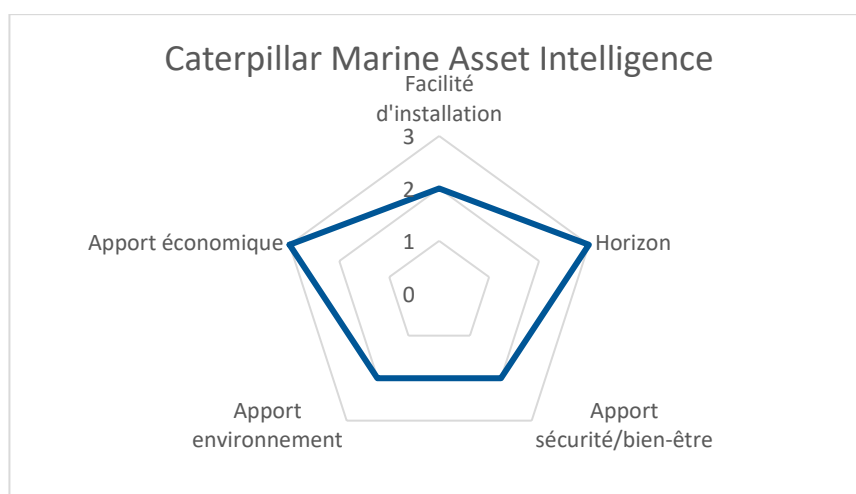 Caterpillar Marine Asset Intelligence
Facilité
d'installation
3
2
1
0
Horizon
Apport
sécurité/bien-être
Apport
environnement
Apport économique